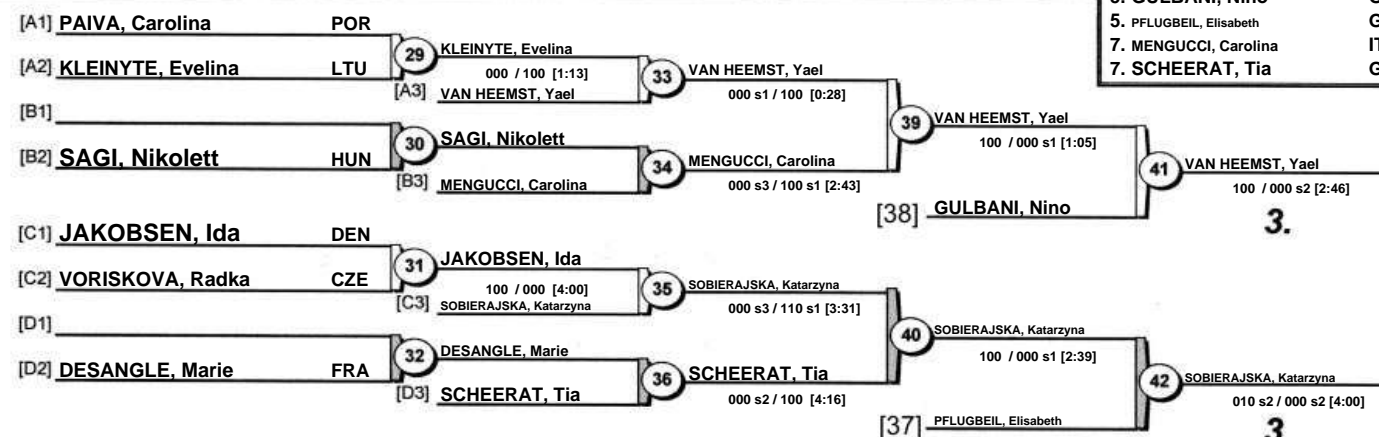 [A1] PAIVA, Carolina POR
[A2] KLEINYTE, Evelina LTU
29
KLEINYTE, Evelina
000 / 100 [1:13]
[A3] VAN HEEMST, Yael
33
VAN HEEMST, Yael
000 s1 / 100 [0:28]
[B1]
[B2] SAGI, Nikolett HUN
30
SAGI, Nikolett
[B3] MENGUCCI, Carolina
34
MENGUCCI, Carolina
000 s3 / 100 s1 [2:43]
39
VAN HEEMST, Yael
100 / 000 s1 [1:05]
[38] GULBANI, Nino
41
VAN HEEMST, Yael
100 / 000 s2 [2:46]
3.
[C1] JAKOBSEN, Ida DEN
[C2] VORISKOVA, Radka CZE
31
JAKOBSEN, Ida
100 / 000 [4:00]
[C3] SOBIERAJSKA, Katarzyna
35
SOBIERAJSKA, Katarzyna
000 s3 / 110 s1 [3:31]
[D1]
[D2] DESANGLE, Marie FRA
32
DESANGLE, Marie
[D3] SCHEERAT, Tia
36
SCHEERAT, Tia
000 s2 / 100 [4:16]
40
SOBIERAJSKA, Katarzyna
100 / 000 s1 [2:39]
[37] PFLUGBEIL, Elisabeth
42
SOBIERAJSKA, Katarzyna
010 s2 / 000 s2 [4:00]
3
5. PFLUGBEIL, Elisabeth G
7. MENGUCCI, Carolina IT
7. SCHEERAT, Tia G